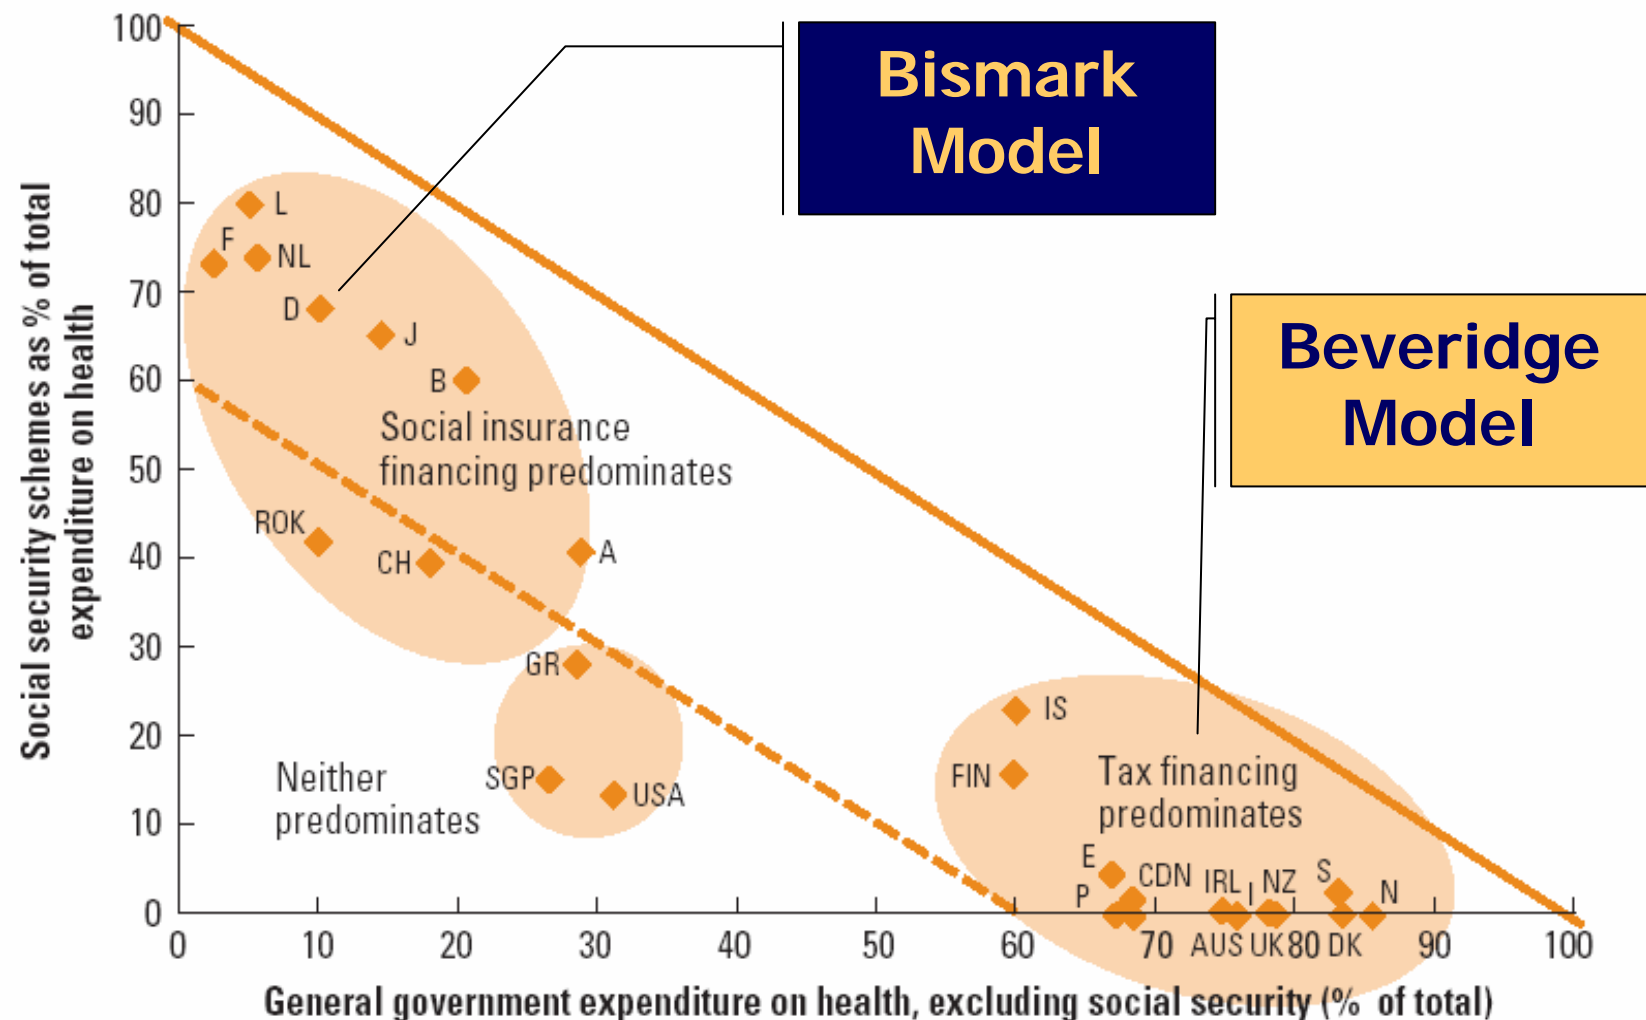 Social security schemes as % of total
expenditure on health
100
90
80
70
60
50
40
30
20
10
0
Bismark
Model
Beveridge
Model
L
F
NL
D
J
B
Social insurance
financing predominates
ROK
CH
A
GR
SGP
USA
Neither
predominates
IS
FIN
Tax financing
predominates
E
CDN
IRL
I
NZ
S
N
P
AUS
UK
DK
0
10
20
30
40
50
60
70
80
90
100
General government expenditure on health, excluding social security (% of total)